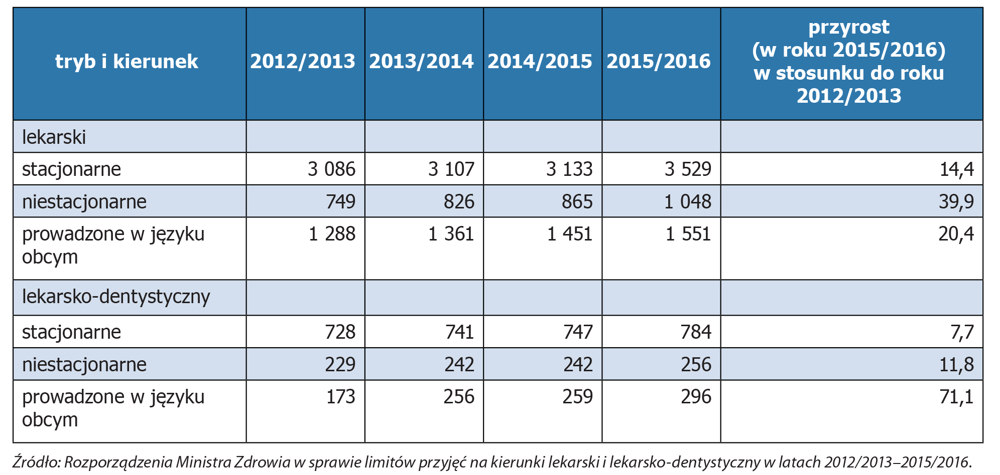 tryb i kierunek 2012/2013 2013/2014 2014/2015 2015/2016 przyrost
(w roku 2015/2016)
w stosunku do roku
2012/2013
lekarski
stacjonarne 3 086 3 107 3 133 3 529 14,4
niestacjonarne 749 826 865 1 048 39,9
prowadzone w języku 1 288 1 361 1 451 1 551 20,4
obcym
lekarsko-dentystyczny
stacjonarne 728 741 747 784 7,7
niestacjonarne 229 242 242 256 11,8
prowadzone w języku 173 256 259 296 71,1
obcym
Źródło: Rozporządzenia Ministra Zdrowia w sprawie limitów przyjęć na kierunki lekarski i lekarsko-dentystyczny w latach 2012/2013–2015/2016.